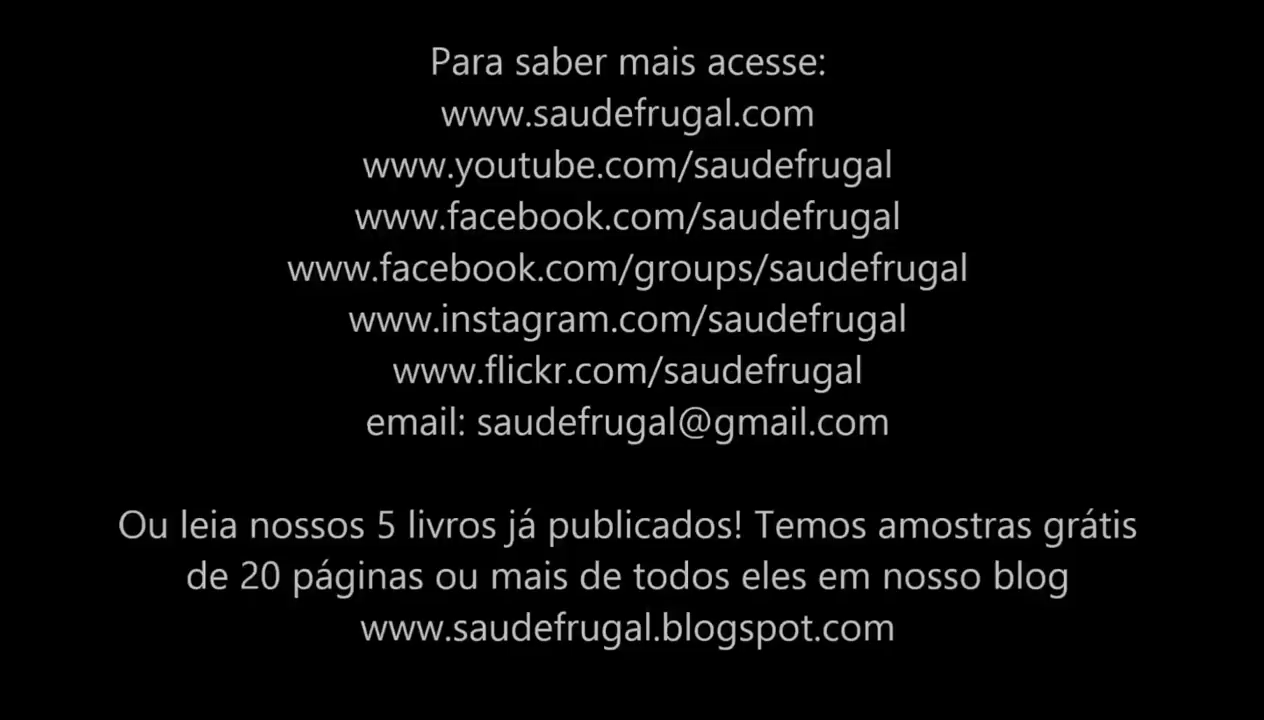 Para saber mais acesse:
www.saudefrugal.com
www.youtube.com/saudefrugal
www.facebook.com/saudefrugal
www.facebook.com/groups/saudefrugal
www.instagram.com/saudefrugal
www.flickr.com/saudefrugal
email: saudefrugal@gmail.com
Ou leia nossos 5 livros já publicados! Temos amostras grátis
de 20 páginas ou mais de todos eles em nosso blog
www.saudefrugal.blogspot.com